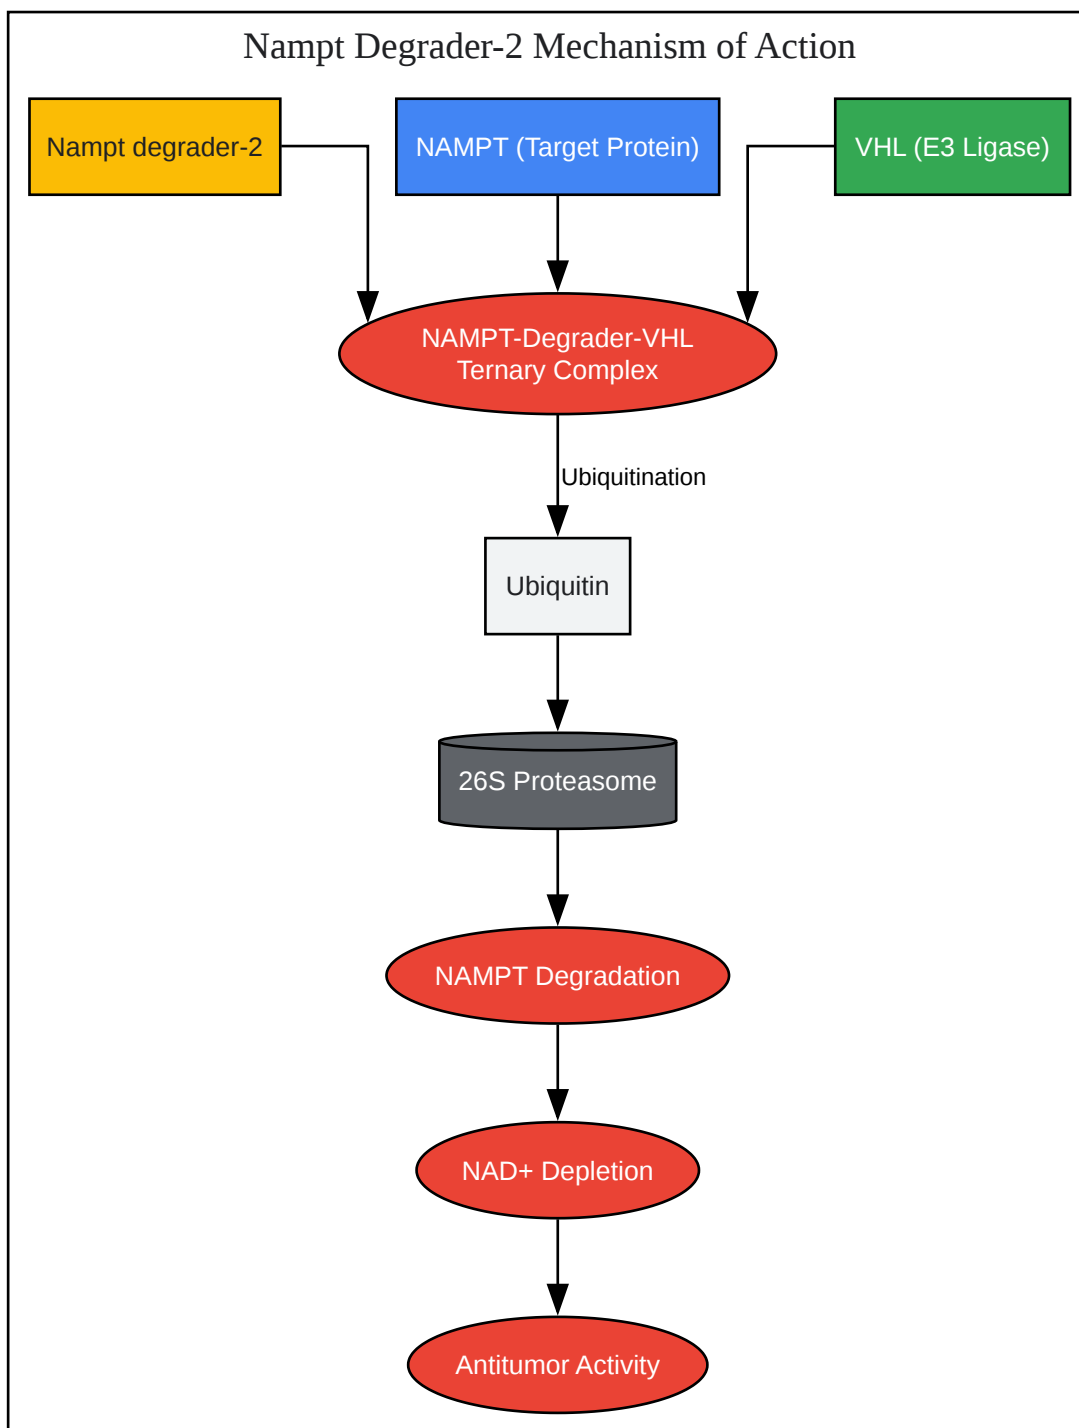 Nampt Degrader-2 Mechanism of Action
Nampt degrader-2
NAMPT (Target Protein)
VHL (E3 Ligase)
NAMPT-Degrader-VHL
Ternary Complex
Ubiquitination
Ubiquitin
26S Proteasome
NAMPT Degradation
NAD+ Depletion
Antitumor Activity